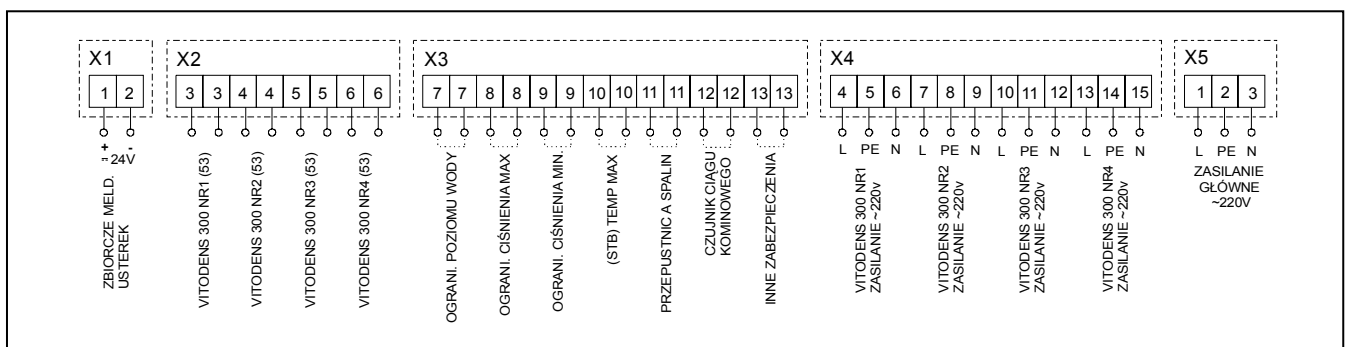 X1
X2
X3
X4
X5
1 2
3 3 4 4 5 5 6 6
7 7 8 8 9 9 10 10 11 11 12 12 13 13
4 5 6 7 8 9 10 11 12 13 14 15
1 2 3
+ -
= 24V
ZBIORCZE MELD.
USTEREK
VITODENS 300 NR1 (53)
VITODENS 300 NR2 (53)
VITODENS 300 NR3 (53)
VITODENS 300 NR4 (53)
OGRANI. POZIOMU WODY
OGRANI. CIŚNIENIA MAX
OGRANI. CIŚNIENIA MIN.
(STB) TEMP MAX
PRZEPUSTNIC A SPALIN
CZUJNIK CIĄGU
KOMINOWEGO
INNE ZABEZPIECZENIA
L PE N L PE N L PE N L PE N
VITODENS 300 NR1
ZASILANIE ~220v
VITODENS 300 NR2
ZASILANIE ~220v
VITODENS 300 NR3
ZASILANIE ~220v
VITODENS 300 NR4
ZASILANIE ~220v
L PE N
ZASILANIE
GŁÓWNE
~220V